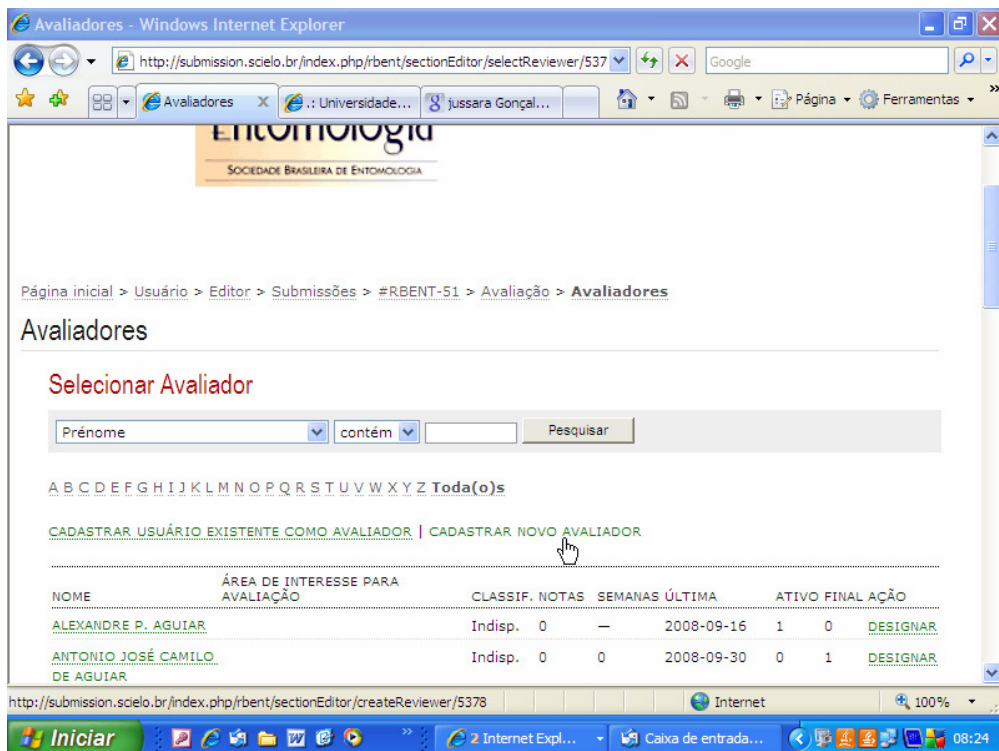 Avaliadores - Windows Internet Explorer
http://submission.scielo.br/index.php/rbent/sectionEditor/selectReviewer/537
Google
Avaliadores X .: Universidade... jussara Gonçal... Página Ferramentas »
Entomologia
SOCIEDADE BRASILEIRA DE ENTOMOLOGIA
Página inicial > Usuário > Editor > Submissões > #RBENT-51 > Avaliação > Avaliadores
Avaliadores
Selecionar Avaliador
Prénome contém Pesquisar
A B C D E F G H I J K L M N O P Q R S T U V W X Y Z Toda(o)s
CADASTRAR USUÁRIO EXISTENTE COMO AVALIADOR | CADASTRAR NOVO AVALIADOR
NOME ÁREA DE INTERESSE PARA AVALIAÇÃO CLASSIF. NOTAS SEMANAS ÚLTIMA ATIVO FINAL AÇÃO
ALEXANDRE P. AGUIAR Indisp. 0 — 2008-09-16 1 0 DESIGNAR
ANTONIO JOSÉ CAMILO Indisp. 0 0 2008-09-30 0 1 DESIGNAR
DE AGUIAR
http://submission.scielo.br/index.php/rbent/sectionEditor/createReviewer/5378 Internet 100%
Iniciar » 2 Internet Expl... Caixa de entrada... 08:24